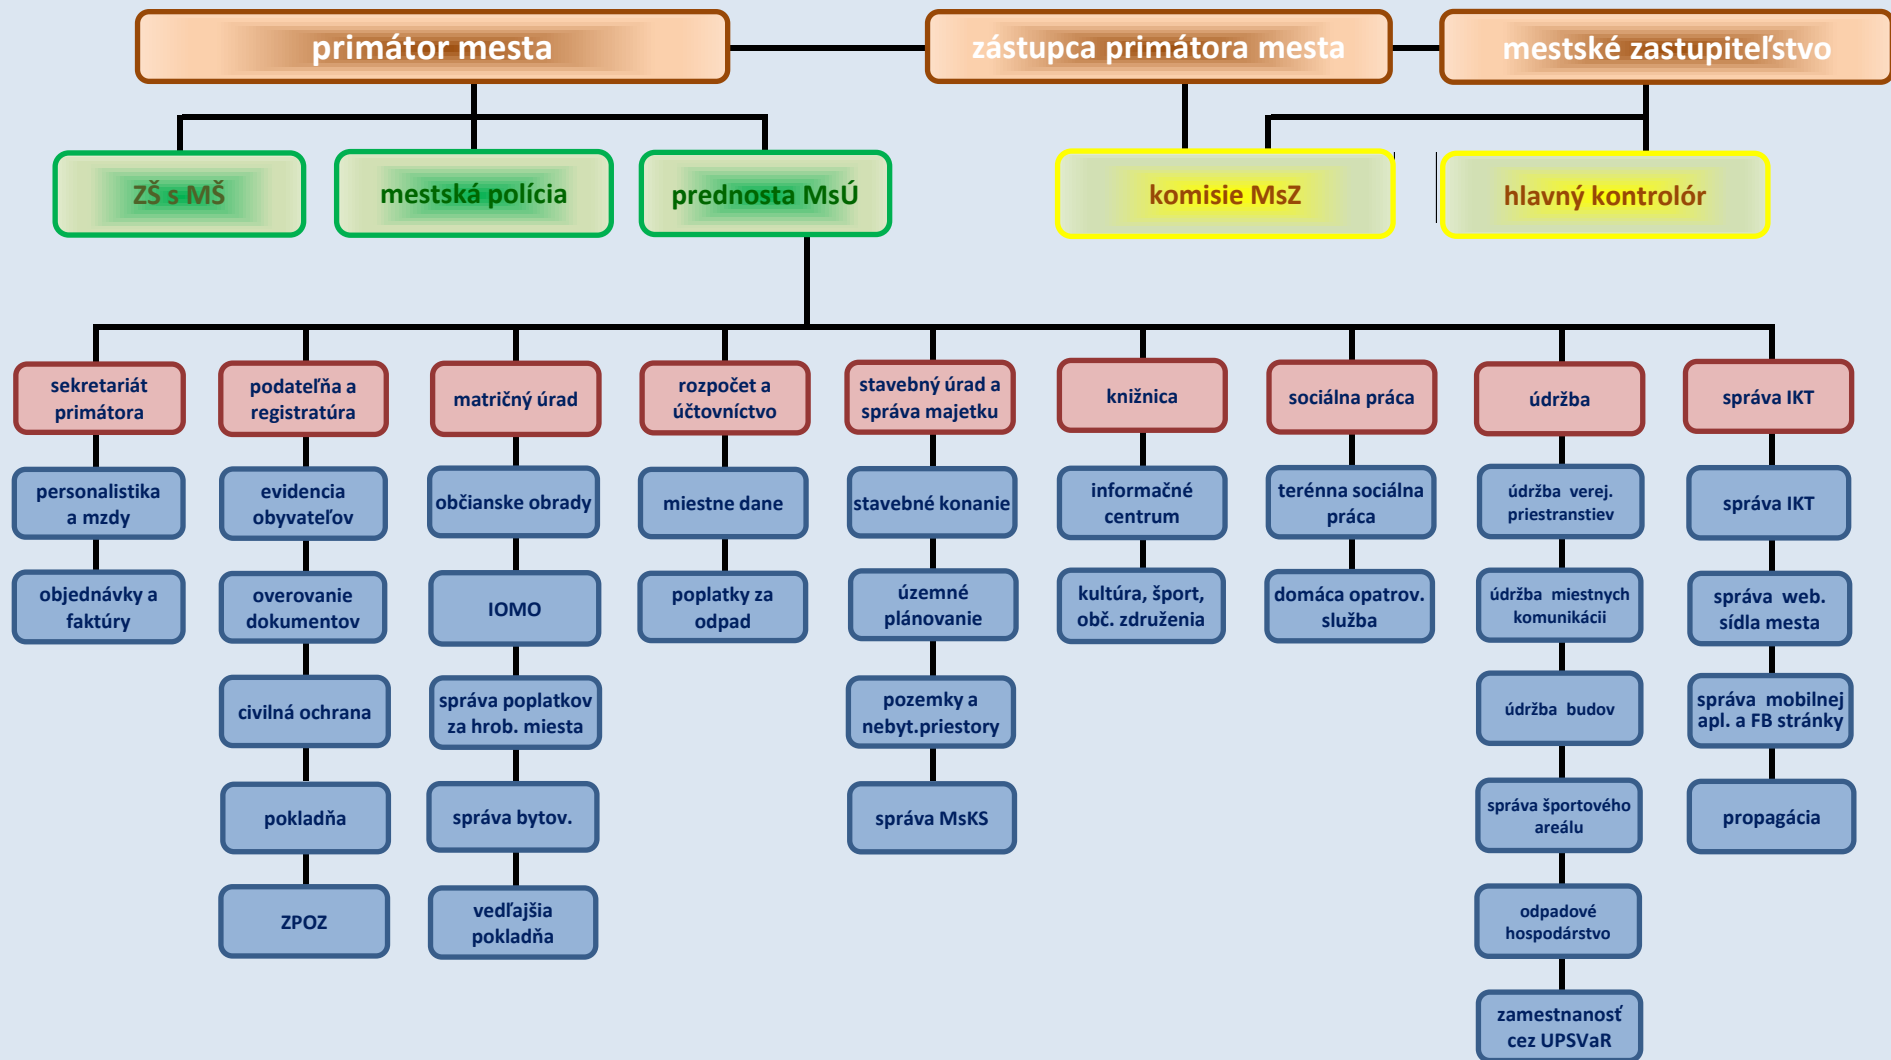 primátor mesta
zástupca primátora mesta
mestské zastupiteľstvo
ZŠ s MŠ
mestská polícia
prednosta MsÚ
komisie MsZ
hlavný kontrolór
sekretariát
primátora
podateľňa a
registratúra
matričný úrad
rozpočet a
účtovníctvo
stavebný úrad a
správa majetku
knižnica
sociálna práca
údržba
správa IKT
personalistika
a mzdy
evidencia
obyvateľov
občianske obrady
miestne dane
stavebné konanie
informačné
centrum
terénna sociálna
práca
údržba verej.
priestranstiev
správa IKT
objednávky a
faktúry
overovanie
dokumentov
IOMO
poplatky za
odpad
územné
plánovanie
kultúra, šport,
obč. združenia
domáca opatrov.
služba
údržba miestnych
komunikácii
správa web.
sídla mesta
civilná ochrana
správa poplatkov
za hrob. miesta
pozemky a
nebyt.priestory
údržba budov
správa mobilnej
apl. a FB stránky
pokladňa
správa bytov.
správa MsKS
správa športového
areálu
propagácia
ZPOZ
vedľajšia
pokladňa
odpadové
hospodárstvo
zamestnanosť
cez UPSVaR